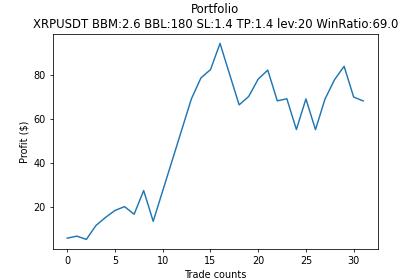 Portfolio
XRPUSDT BBM:2.6 BBL:180 SL:1.4 TP:1.4 lev:20 WinRatio:69.0
80
60
40
20
Profit ($)
0 5 10 15 20 25 30
Trade counts